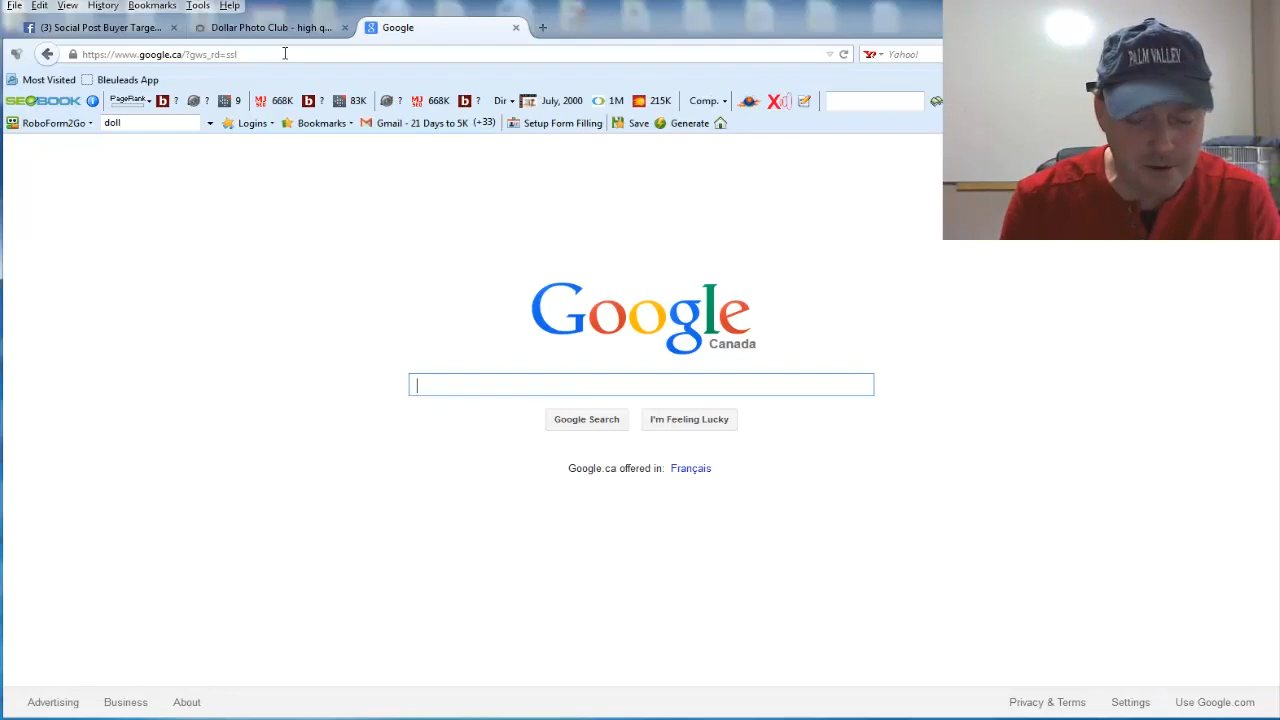 File Edit View History Bookmarks Tools Help
(3) Social Post Buyer Targe... × Dollar Photo Club - high q... × Google × +
https://www.google.ca/?gws_rd=ssl Yahoo!
Most Visited Bleuleads App
SEOBOOK PageRank b ? ? 9 668K b ? 83K ? 432K b ? Dir July, 2000 1M 215K Comp.
RoboForm2Go doll Logins Bookmarks Gmail - 21 Days to 5K (+33) Setup Form Filling Save Generate
PALM VALLEY
Google
Canada
Google Search I'm Feeling Lucky
Google.ca offered in: Français
Advertising Business About Privacy & Terms Settings Use Google.com